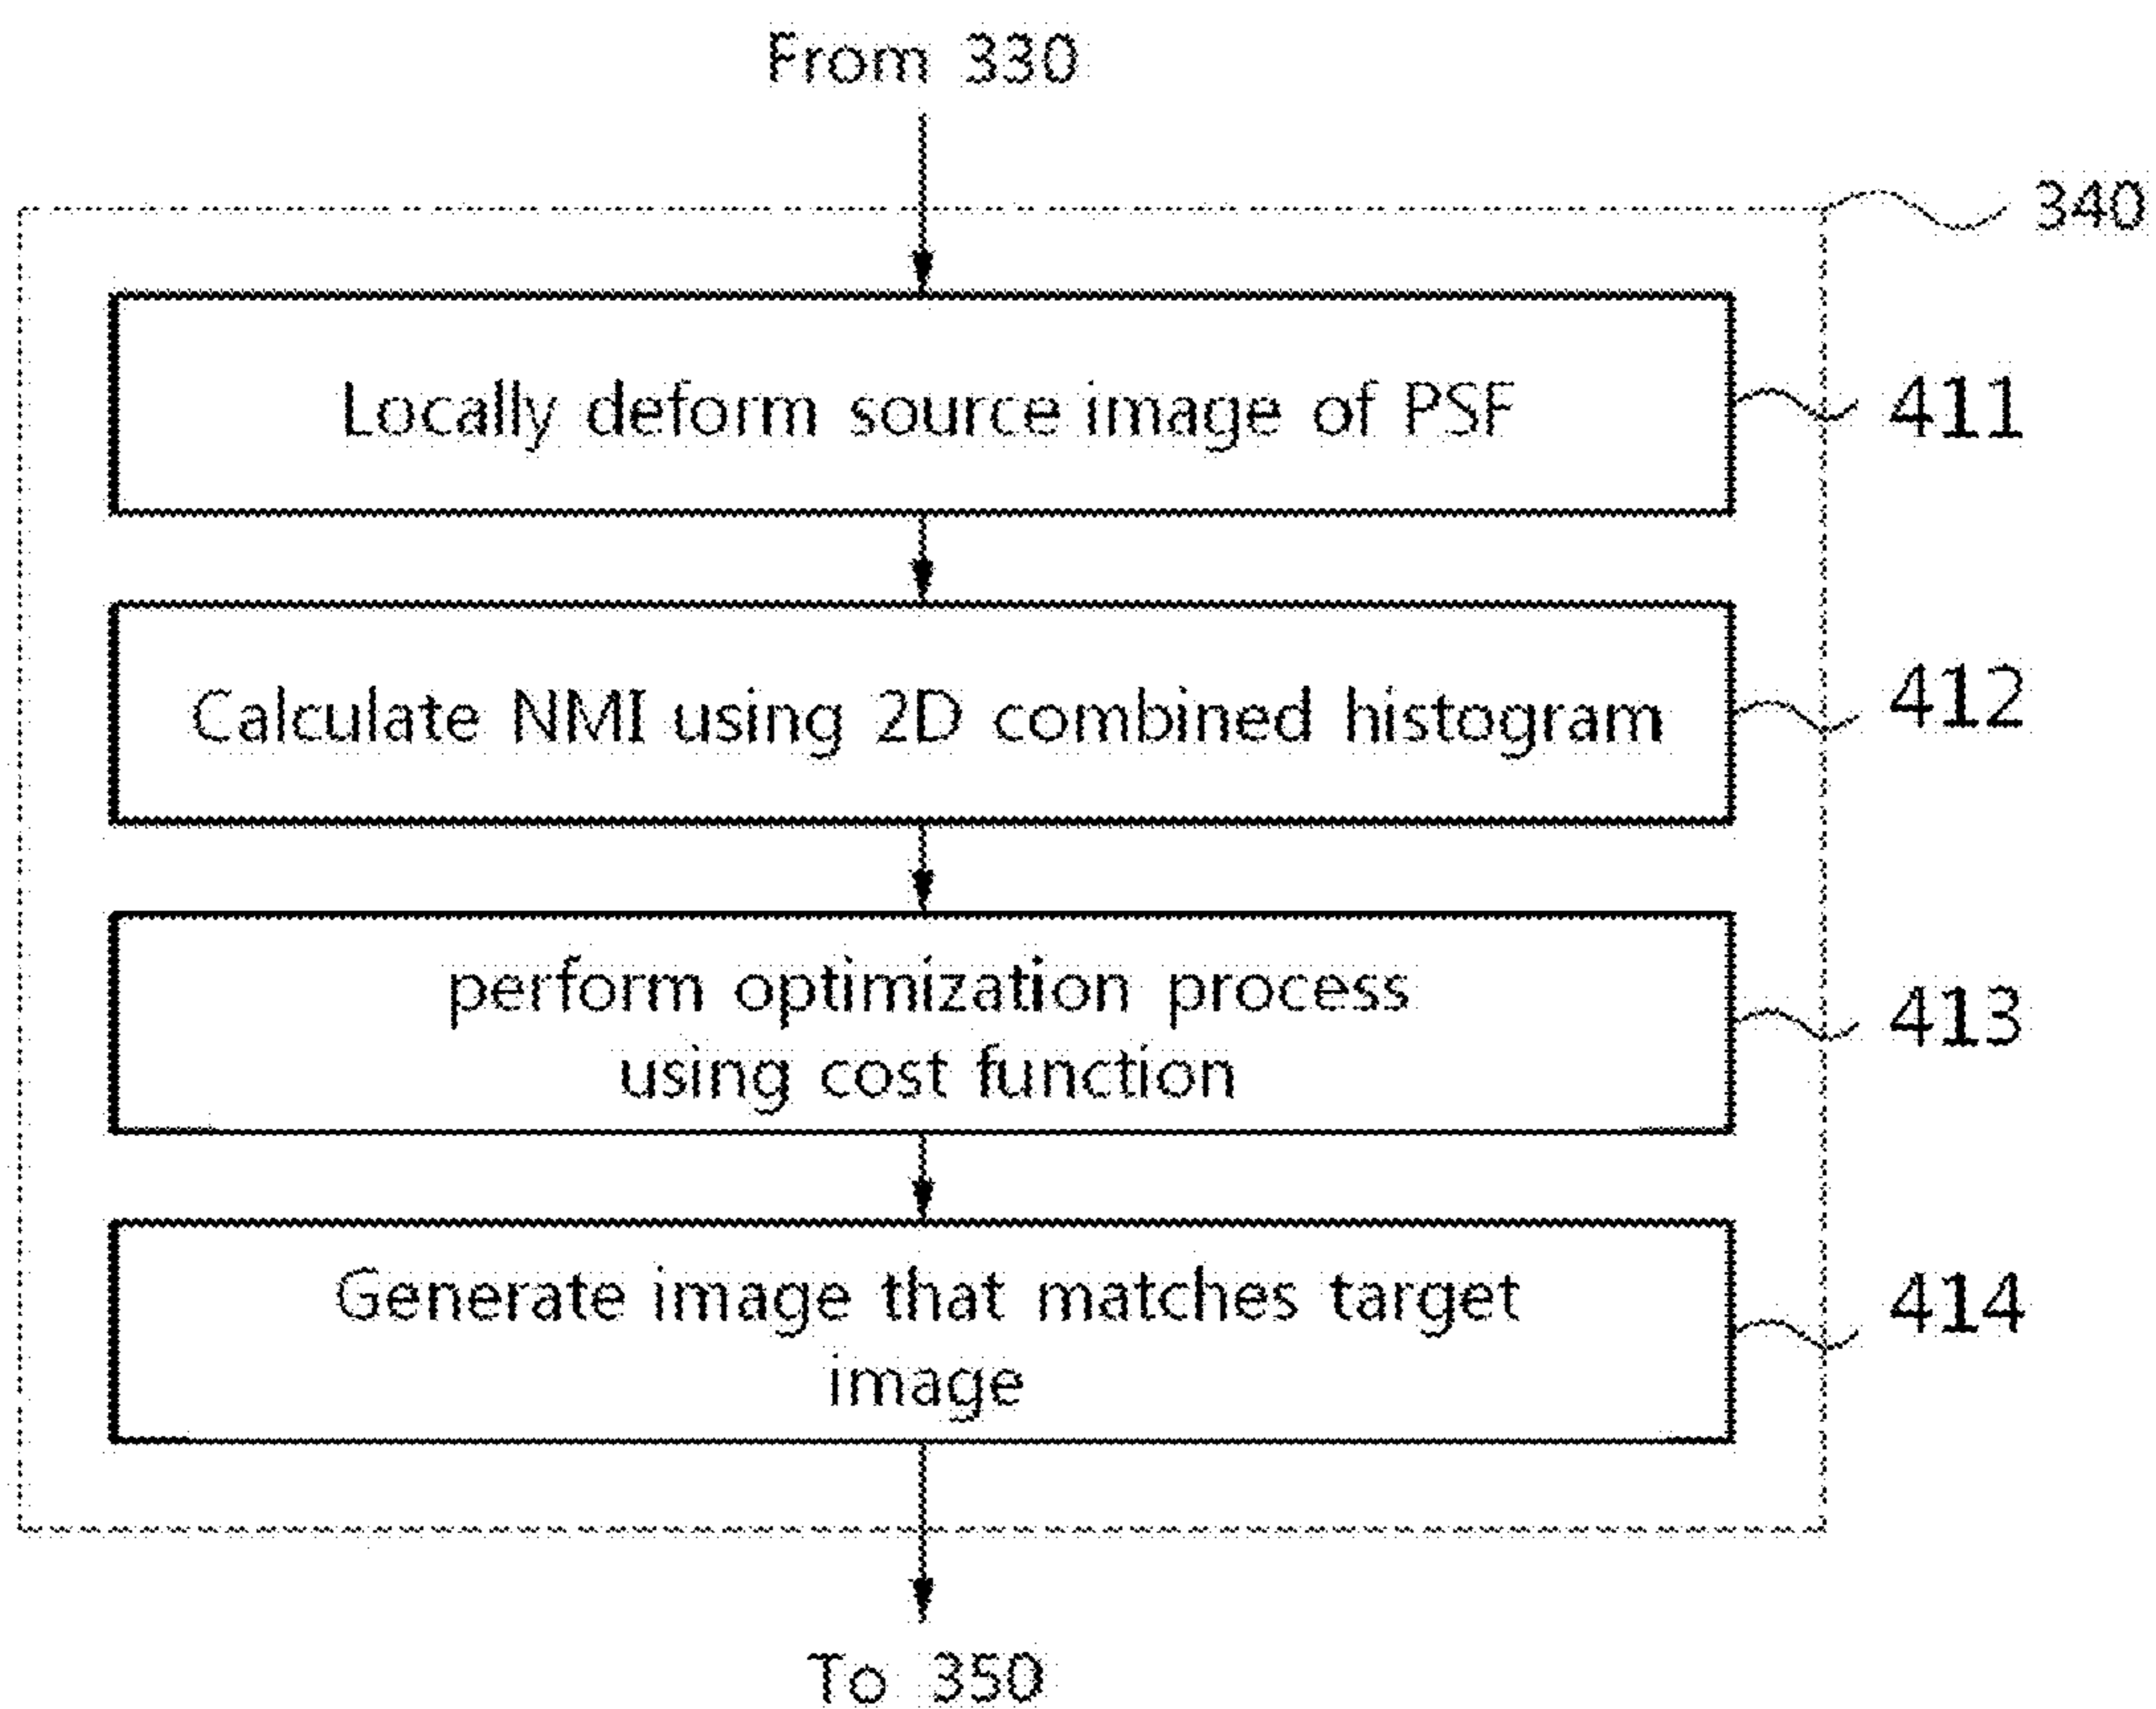 From 330
340
Locally deform source image of PSF
411
Calculate NMI using 2D combined histogram
412
perform optimization process
using cost function
413
Generate image that matches target
image
414
To 350